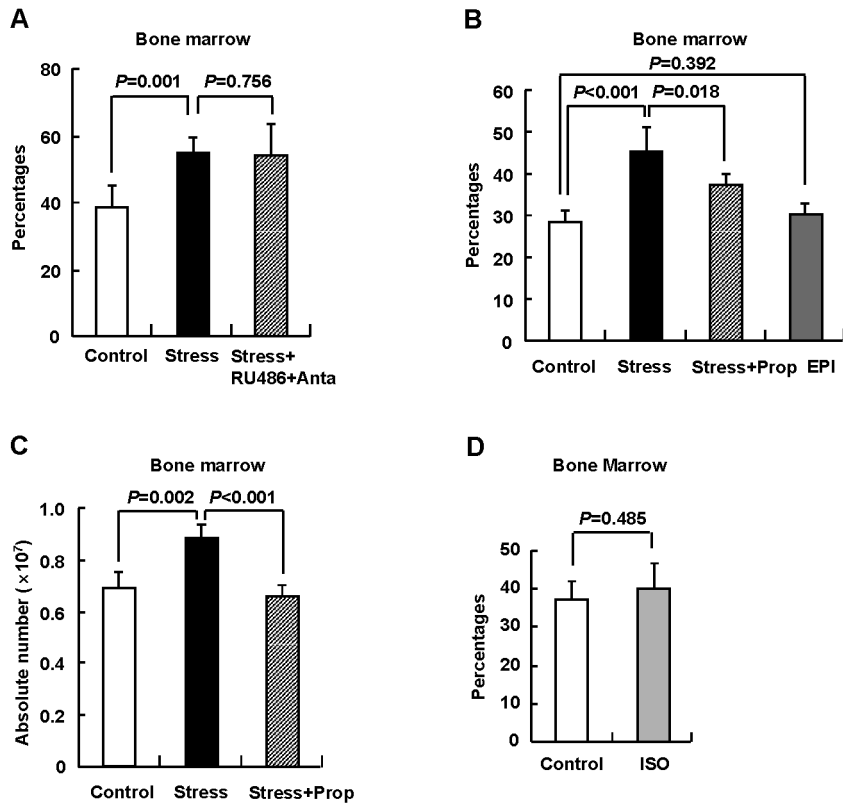 A
Bone marrow
P=0.001
P=0.756
80
60
40
20
0
Percentages
Control
Stress
Stress+
RU486+Anta
B
Bone marrow
P=0.392
P<0.001
P=0.018
60
50
40
30
20
10
0
Percentages
Control
Stress
Stress+Prop
EPI
C
Bone marrow
P=0.002
P<0.001
1.0
0.8
0.6
0.4
0.2
0
Absolute number (×10⁷)
Control
Stress
Stress+Prop
D
Bone Marrow
P=0.485
50
40
30
20
10
0
Percentages
Control
ISO